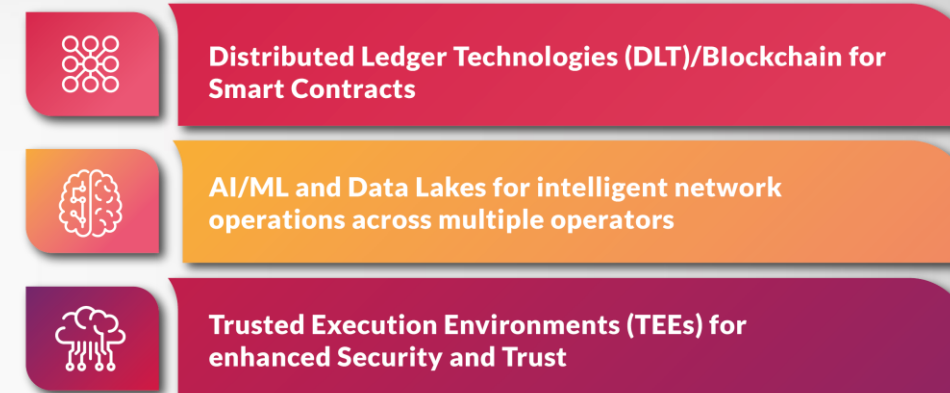 Distributed Ledger Technologies (DLT)/Blockchain for
Smart Contracts
AI/ML and Data Lakes for intelligent network
operations across multiple operators
Trusted Execution Environments (TEEs) for
enhanced Security and Trust